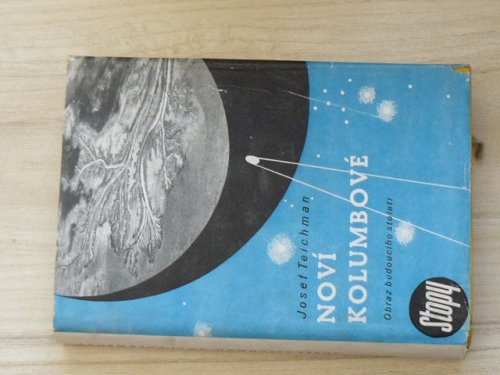 Josef Teichman
NOVÍ
KOLUMBOVÉ
Obraz budoucího století
Stopy